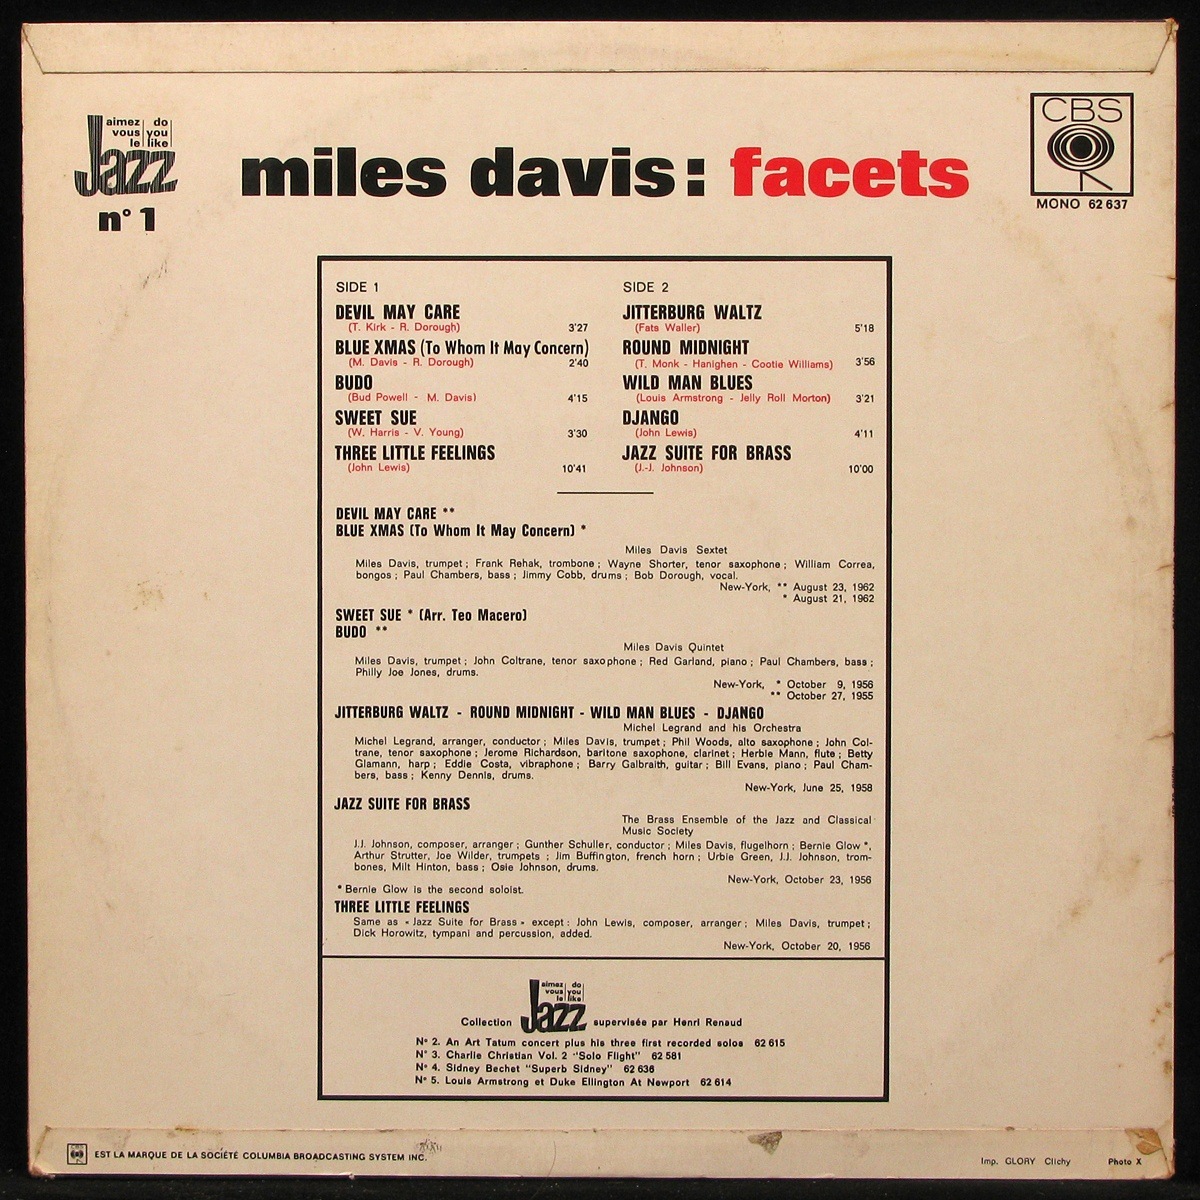 aimez do
vous you
le like
Jazz
n° 1
miles davis: facets
CBS
MONO 62 637
SIDE 1
DEVIL MAY CARE
(T. Kirk - R. Dorough) 3'27
BLUE XMAS (To Whom It May Concern)
(M. Davis - R. Dorough) 2'40
BUDO
(Bud Powell - M. Davis) 4'15
SWEET SUE
(W. Harris - V. Young) 3'30
THREE LITTLE FEELINGS
(John Lewis) 10'41
SIDE 2
JITTERBURG WALTZ
(Fats Waller) 5'18
ROUND MIDNIGHT
(T. Monk - Hanighen - Cootie Williams) 3'56
WILD MAN BLUES
(Louis Armstrong - Jelly Roll Morton) 3'21
DJANGO
(John Lewis) 4'11
JAZZ SUITE FOR BRASS
(J.-J. Johnson) 10'00
DEVIL MAY CARE **
BLUE XMAS (To Whom It May Concern) *
Miles Davis Sextet
Miles Davis, trumpet ; Frank Rehak, trombone ; Wayne Shorter, tenor saxophone ; William Correa,
bongos ; Paul Chambers, bass ; Jimmy Cobb, drums ; Bob Dorough, vocal.
New-York, ** August 23, 1962
* August 21, 1962
SWEET SUE * (Arr. Teo Macero)
BUDO **
Miles Davis Quintet
Miles Davis, trumpet ; John Coltrane, tenor saxophone ; Red Garland, piano ; Paul Chambers, bass ;
Philly Joe Jones, drums.
New-York, * October 9, 1956
** October 27, 1955
JITTERBURG WALTZ - ROUND MIDNIGHT - WILD MAN BLUES - DJANGO
Michel Legrand and his Orchestra
Michel Legrand, arranger, conductor ; Miles Davis, trumpet ; Phil Woods, alto saxophone ; John Col-
trane, tenor saxophone ; Jerome Richardson, baritone saxophone, clarinet ; Herbie Mann, flute ; Betty
Glamann, harp ; Eddie Costa, vibraphone ; Barry Galbraith, guitar ; Bill Evans, piano ; Paul Cham-
bers, bass ; Kenny Dennis, drums.
New-York, June 25, 1958
JAZZ SUITE FOR BRASS
The Brass Ensemble of the Jazz and Classical
Music Society
J.J. Johnson, composer, arranger ; Gunther Schuller, conductor ; Miles Davis, flugelhorn ; Bernie Glow *,
Arthur Strutter, Joe Wilder, trumpets ; Jim Buffington, french horn ; Urbie Green, J.J. Johnson, trom-
bones, Milt Hinton, bass ; Osie Johnson, drums.
New-York, October 23, 1956
* Bernie Glow is the second soloist.
THREE LITTLE FEELINGS
Same as « Jazz Suite for Brass » except : John Lewis, composer, arranger ; Miles Davis, trumpet ;
Dick Horowitz, tympani and percussion, added.
New-York, October 20, 1956
aimez do
vous you
le like
Collection Jazz supervisée par Henri Renaud
N° 2. An Art Tatum concert plus his three first recorded solos 62 615
N° 3. Charlie Christian Vol. 2 "Solo Flight" 62 581
N° 4. Sidney Bechet "Superb Sidney" 62 636
N° 5. Louis Armstrong et Duke Ellington At Newport 62 614
CBS EST LA MARQUE DE LA SOCIÉTÉ COLUMBIA BROADCASTING SYSTEM INC.
Imp. GLORY Clichy Photo X